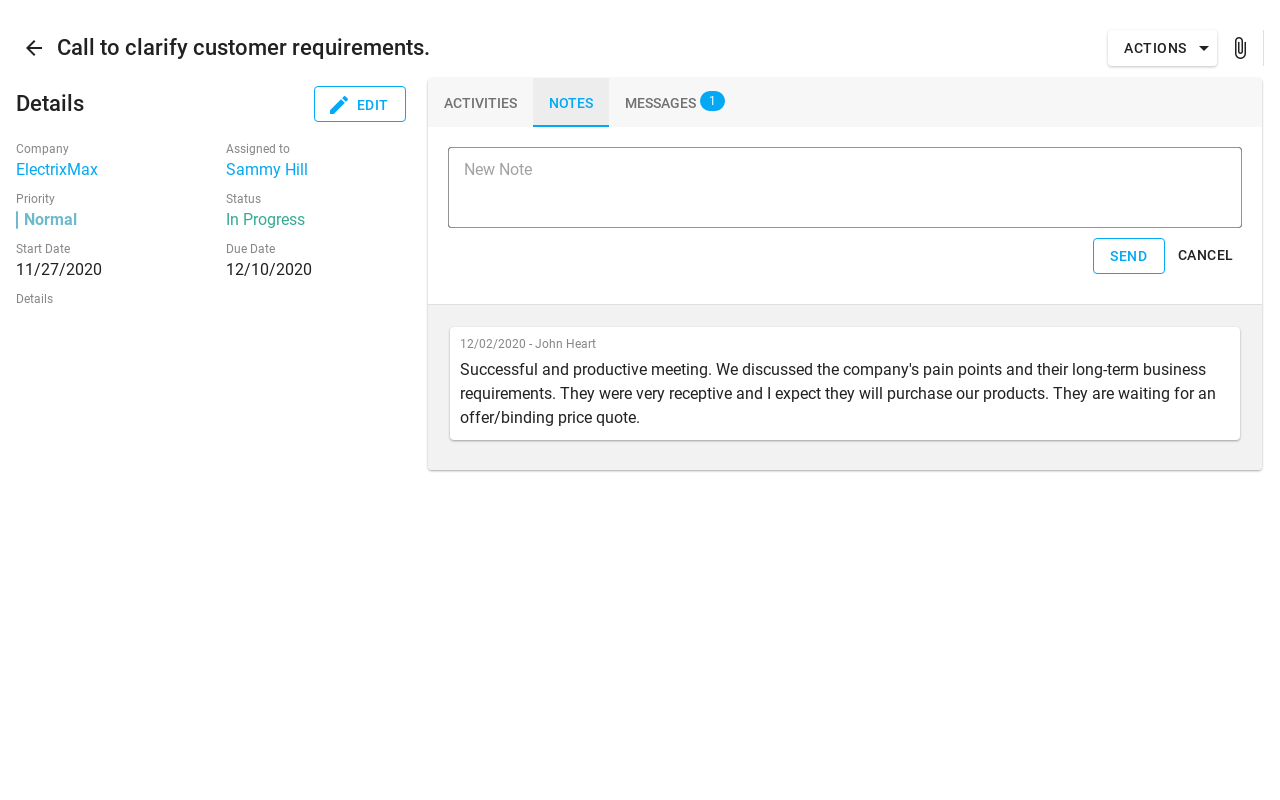 Call to clarify customer requirements.
ACTIONS
Details
EDIT
Company
ElectrixMax
Assigned to
Sammy Hill
Priority
Normal
Status
In Progress
Start Date
11/27/2020
Due Date
12/10/2020
Details
ACTIVITIES
NOTES
MESSAGES 1
New Note
SEND
CANCEL
12/02/2020 - John Heart
Successful and productive meeting. We discussed the company's pain points and their long-term business
requirements. They were very receptive and I expect they will purchase our products. They are waiting for an
offer/binding price quote.